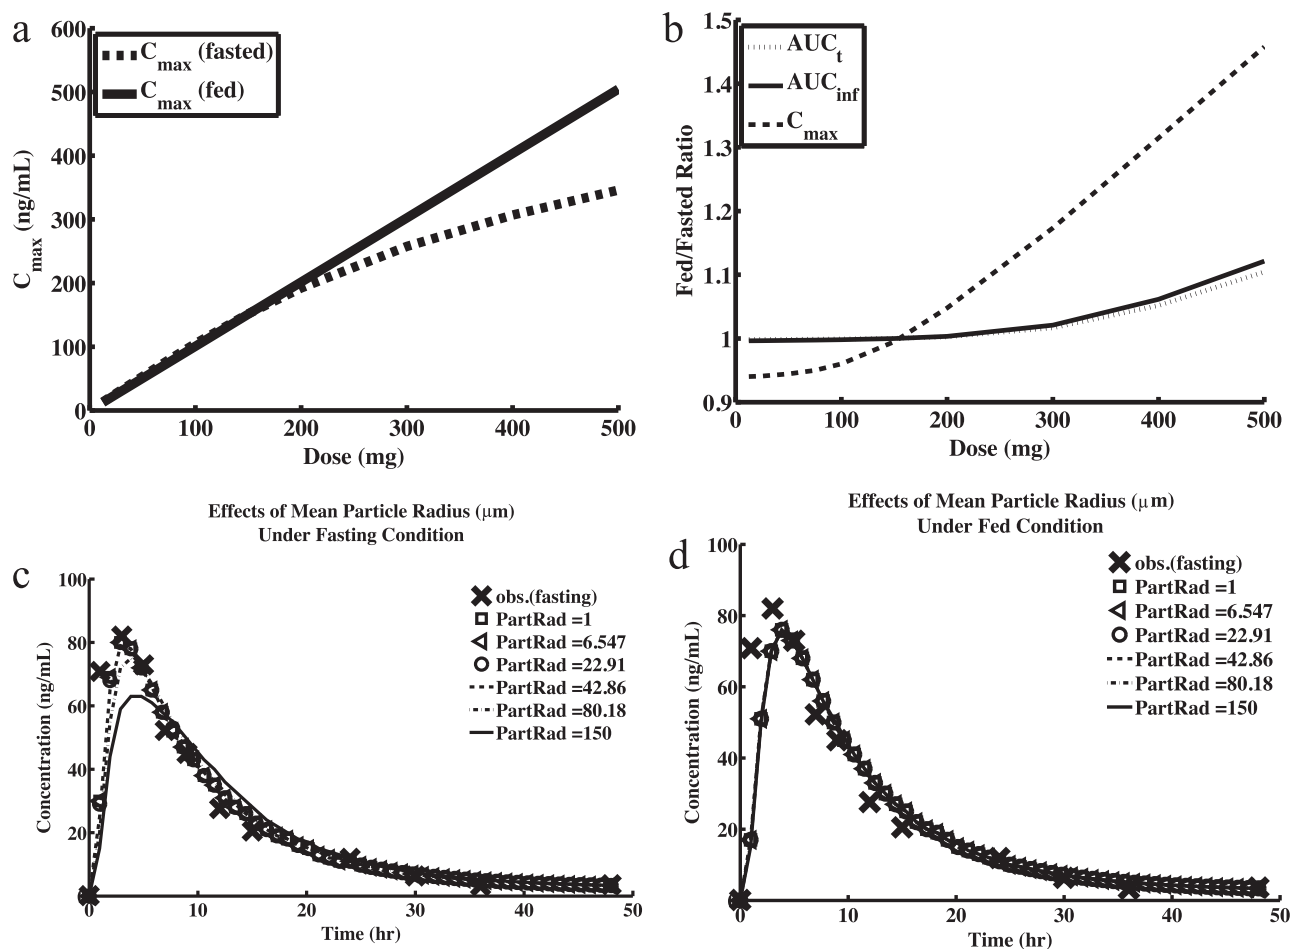 a
600
500
400
300
200
100
0
C_max (ng/mL)
C_max (fasted)
C_max (fed)
0 100 200 300 400 500
Dose (mg)
b
1.5
1.4
1.3
1.2
1.1
1
0.9
Fed/Fasted Ratio
AUC_t
AUC_inf
C_max
0 100 200 300 400 500
Dose (mg)
Effects of Mean Particle Radius (μm)
Under Fasting Condition
c
100
80
60
40
20
Concentration (ng/mL)
obs.(fasting)
PartRad =1
PartRad =6.547
PartRad =22.91
PartRad =42.86
PartRad =80.18
PartRad =150
0 10 20 30 40 50
Time (hr)
Effects of Mean Particle Radius (μm)
Under Fed Condition
d
100
80
60
40
20
Concentration (ng/mL)
obs.(fasting)
PartRad =1
PartRad =6.547
PartRad =22.91
PartRad =42.86
PartRad =80.18
PartRad =150
0 10 20 30 40 50
Time (hr)